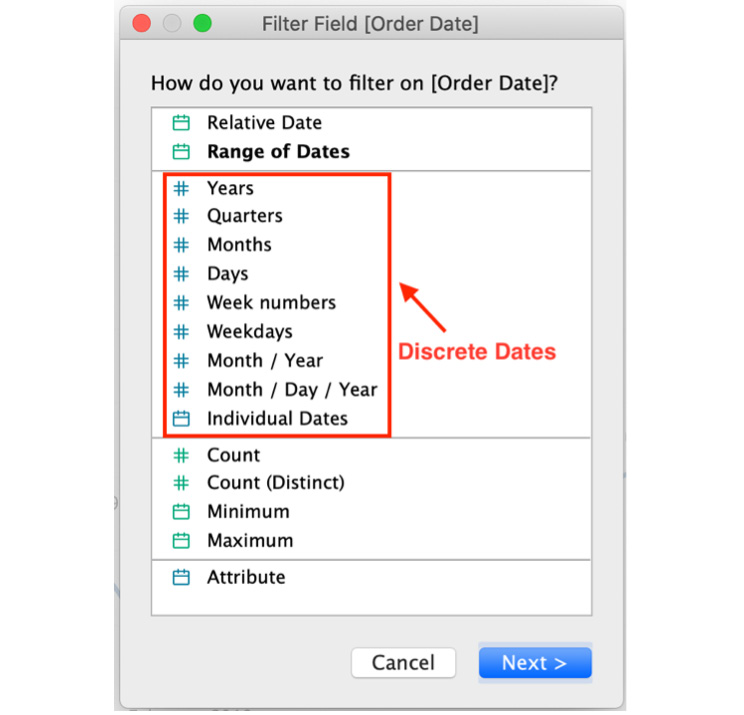 Filter Field [Order Date]
How do you want to filter on [Order Date]?
Relative Date
Range of Dates
Years
Quarters
Months
Days
Week numbers
Weekdays
Month / Year
Month / Day / Year
Individual Dates
Discrete Dates
Count
Count (Distinct)
Minimum
Maximum
Attribute
Cancel
Next >